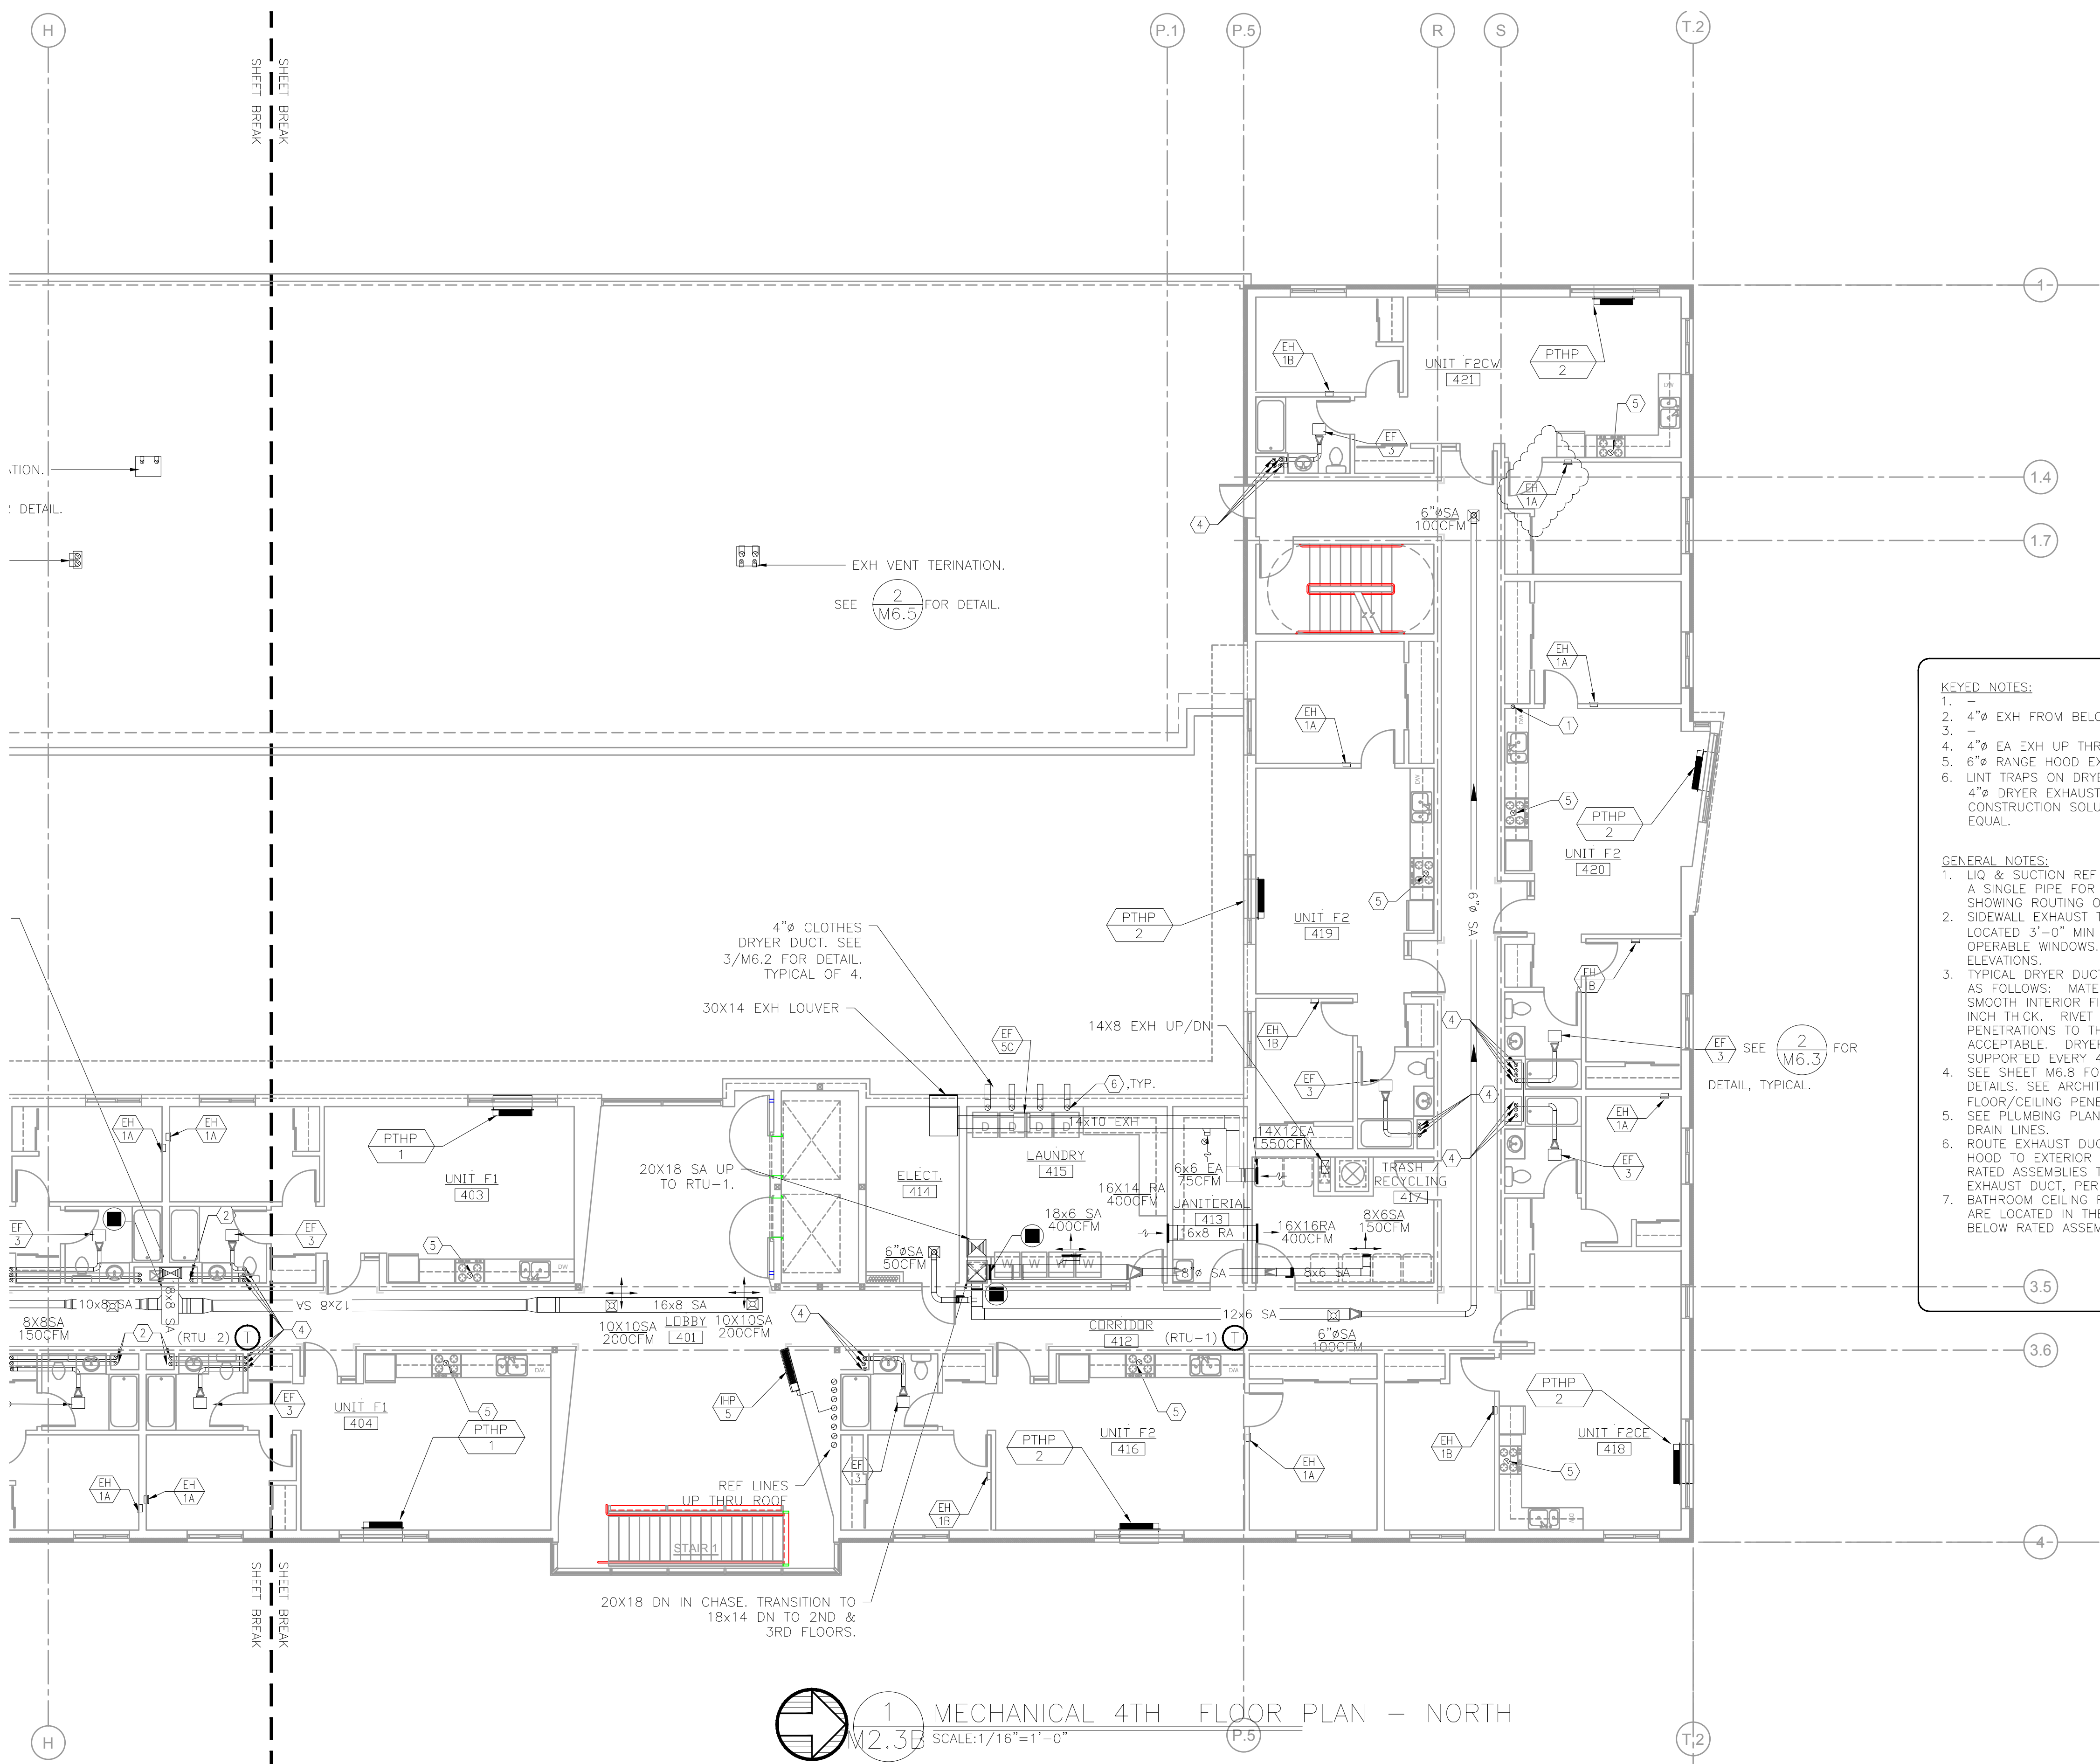 H
P.1
P.5
R
S
T.2
SHEET BREAK
SHEET BREAK
1
EH
1B
UNIT F2CW
421
PTHP
2
DW
5
EF
3
1.4
EH
1A
4
6"ø SA
100CFM
1.7
DETAIL.
EXH VENT TERINATION.
SEE
2
M6.5
FOR DETAIL.
EH
1A
EH
1A
1
DW
DW
5
PTHP
2
UNIT F2
420
PTHP
2
UNIT F2
419
5
6"ø SA
4"ø CLOTHES
DRYER DUCT. SEE
3/M6.2 FOR DETAIL.
TYPICAL OF 4.
30X14 EXH LOUVER
EF
5C
14X8 EXH UP/DN
EH
1B
EH
1B
4
EF
3
SEE
2
M6.3
FOR
DETAIL, TYPICAL.
6
,TYP.
EF
3
4
EH
1A
4
EF
3
KEYED NOTES:
1. –
2. 4"ø EXH FROM
3. –
4. 4"ø EA EXH UP
5. 6"ø RANGE HOOD
6. LINT TRAPS ON
4"ø DRYER EXHAUST
CONSTRUCTION
EQUAL.
GENERAL NOTES:
1. LIQ & SUCTION REF
A SINGLE PIPE FOR
SHOWING ROUTING
2. SIDEWALL EXHAUST
LOCATED 3'-0" MIN
OPERABLE WINDOWS.
ELEVATIONS.
3. TYPICAL DRYER
AS FOLLOWS:
SMOOTH INTERIOR
INCH THICK. RIVET
PENETRATIONS TO
ACCEPTABLE.
SUPPORTED EVERY
4. SEE SHEET M6.8
DETAILS. SEE
FLOOR/CEILING
5. SEE PLUMBING
DRAIN LINES.
6. ROUTE EXHAUST
HOOD TO EXTERIOR
RATED ASSEMBLIES
EXHAUST DUCT, PER
7. BATHROOM CEILING
ARE LOCATED IN
BELOW RATED
EH
1A
EH
1A
PTHP
1
UNIT F1
403
EF
3
2
EF
3
5
DW
20X18 SA UP
TO RTU-1.
ELECT.
414
D D D D
14x10 EXH
LAUNDRY
415
16X14 RA
400CFM
18x6 SA
400CFM
W W W W
6x6 EA
75CFM
JANITORIAL
413
16x8 RA
14X12EA
550CFM
TRASH /
RECYCLING
417
16X16RA
400CFM
8X6SA
150CFM
6"øSA
50CFM
8"ø SA
8x6 SA
3.5
10x8 SA
8x8 SA
12x8 SA
16x8 SA
8X8SA
150CFM
2
(RTU-2)
T
4
10X10SA
200CFM
LOBBY
401
10X10SA
200CFM
4
12x6 SA
CORRIDOR
412
(RTU-1)
T
6"øSA
100CFM
3.6
EF
3
UNIT F1
404
5
DW
PTHP
1
IHP
5
EF
3
PTHP
2
UNIT F2
416
5
DW
EH
1A
EH
1B
PTHP
2
UNIT F2CE
418
5
EH
1A
EH
1A
REF LINES
UP THRU ROOF
EH
1B
STAIR 1
4
SHEET BREAK
SHEET BREAK
20X18 DN IN CHASE. TRANSITION TO
18x14 DN TO 2ND &
3RD FLOORS.
1
M2.3B
MECHANICAL 4TH FLOOR PLAN – NORTH
SCALE:1/16"=1'-0"
H
P.5
T.2